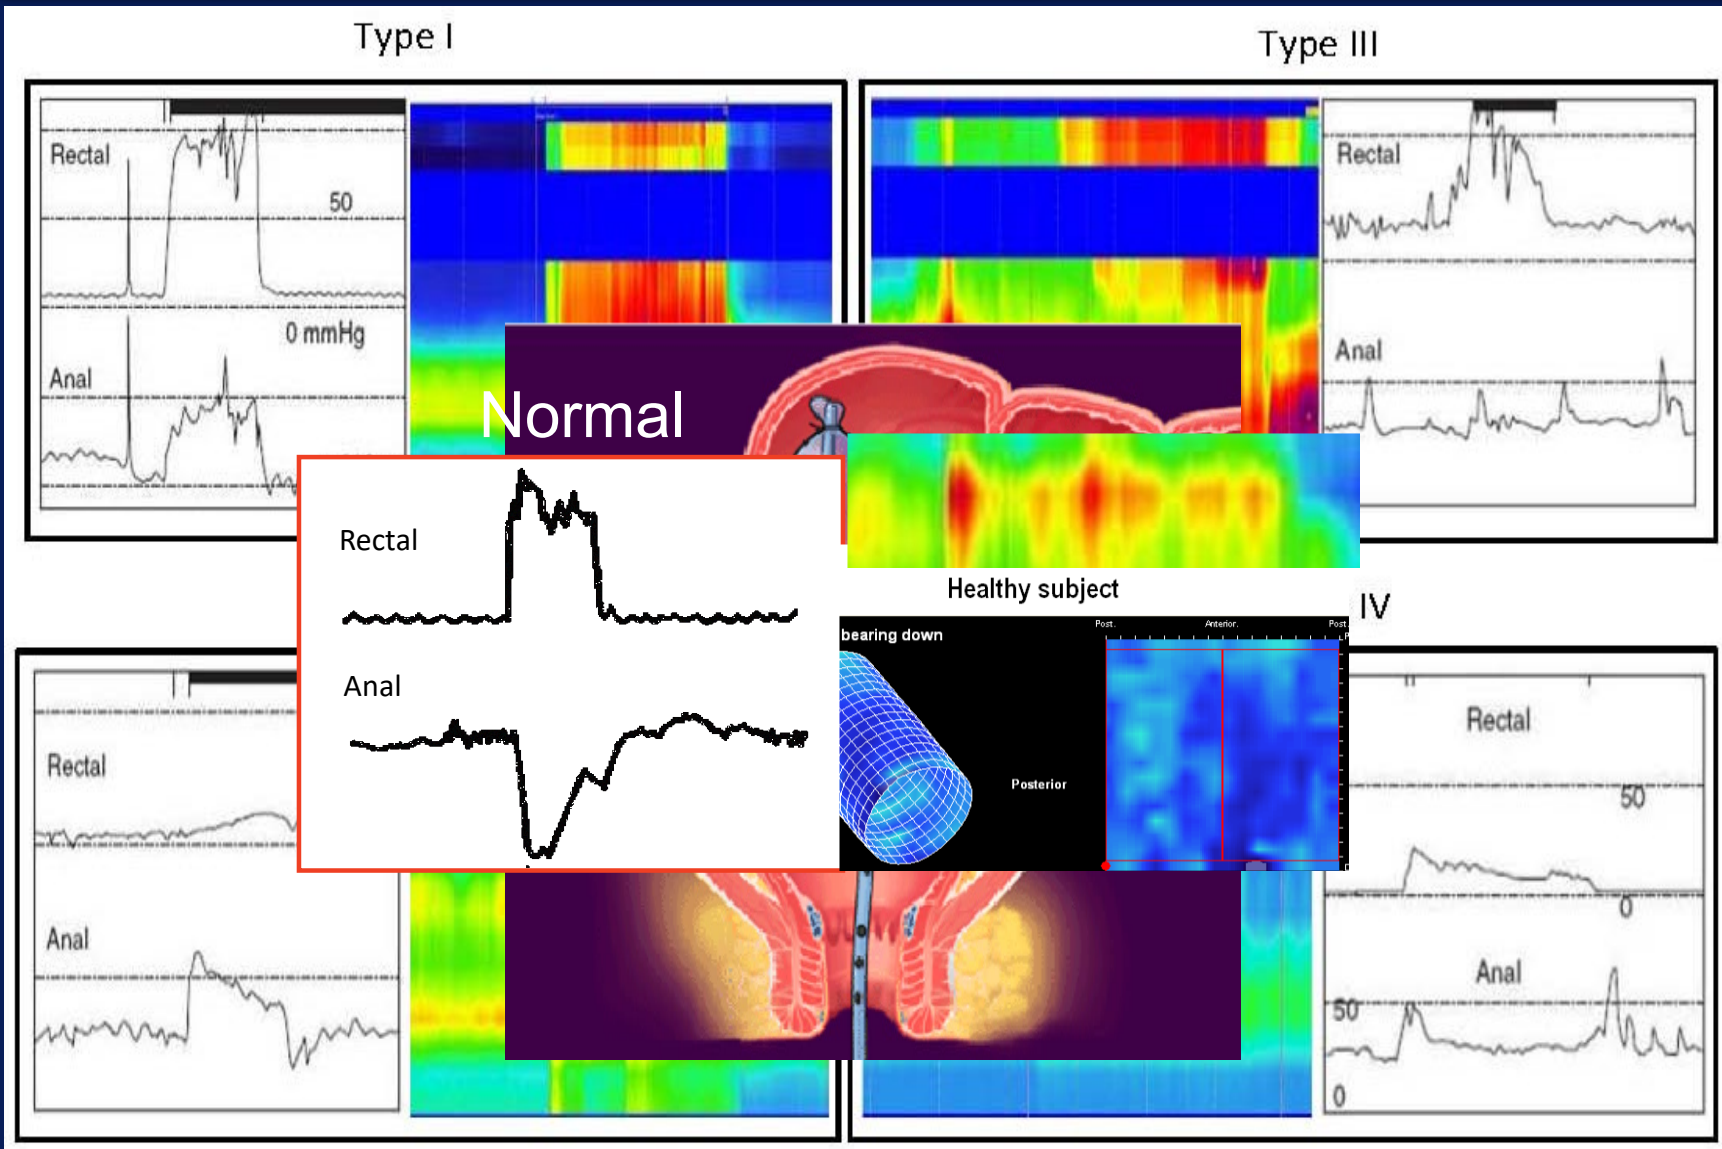 Type I
Type III
Rectal
50
0 mmHg
Anal
Rectal
Anal
Normal
Rectal
Anal
Healthy subject
bearing down
Post.
Anterior.
Post.
Posterior
IV
Rectal
Anal
Rectal
50
0
Anal
50
0